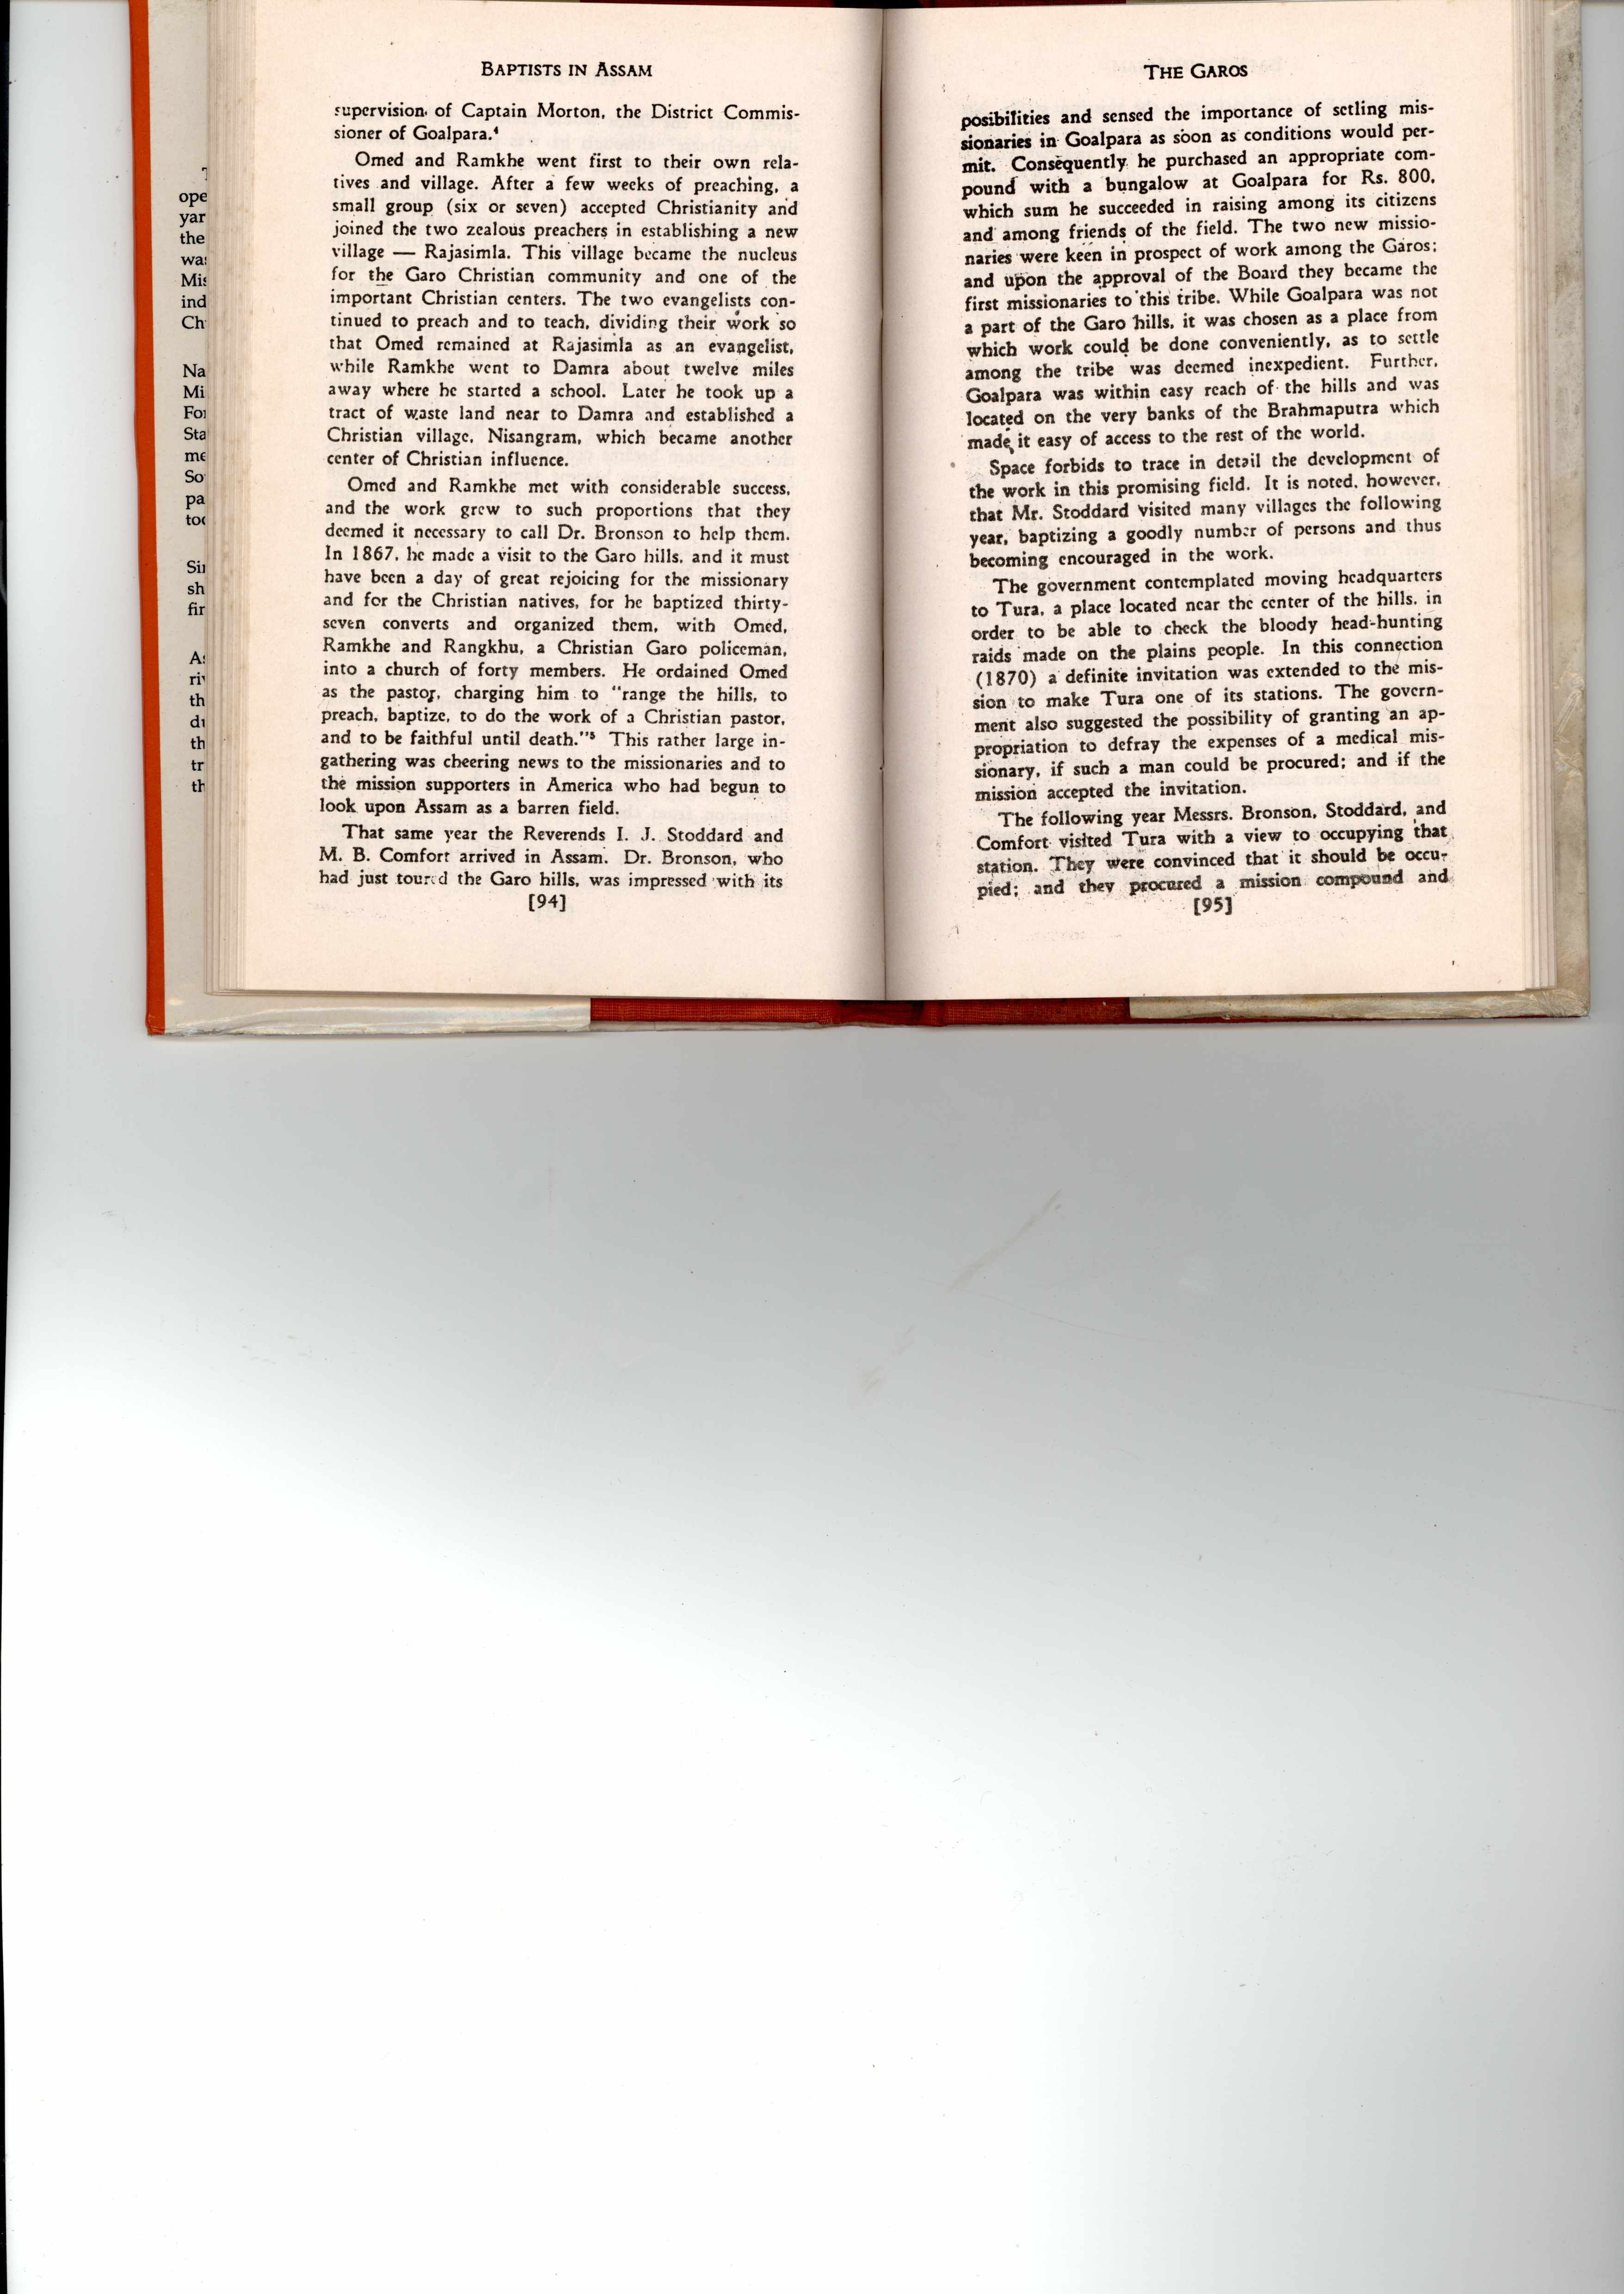 BAPTISTS IN ASSAM
supervision of Captain Morton, the District Commis-
sioner of Goalpara.⁴
Omed and Ramkhe went first to their own rela-
tives and village. After a few weeks of preaching, a
small group (six or seven) accepted Christianity and
joined the two zealous preachers in establishing a new
village — Rajasimla. This village became the nucleus
for the Garo Christian community and one of the
important Christian centers. The two evangelists con-
tinued to preach and to teach, dividing their work so
that Omed remained at Rajasimla as an evangelist,
while Ramkhe went to Damra about twelve miles
away where he started a school. Later he took up a
tract of waste land near to Damra and established a
Christian village, Nisangram, which became another
center of Christian influence.
Omed and Ramkhe met with considerable success,
and the work grew to such proportions that they
deemed it necessary to call Dr. Bronson to help them.
In 1867, he made a visit to the Garo hills, and it must
have been a day of great rejoicing for the missionary
and for the Christian natives, for he baptized thirty-
seven converts and organized them, with Omed,
Ramkhe and Rangkhu, a Christian Garo policeman,
into a church of forty members. He ordained Omed
as the pastor, charging him to "range the hills, to
preach, baptize, to do the work of a Christian pastor,
and to be faithful until death."⁵ This rather large in-
gathering was cheering news to the missionaries and to
the mission supporters in America who had begun to
look upon Assam as a barren field.
That same year the Reverends I. J. Stoddard and
M. B. Comfort arrived in Assam. Dr. Bronson, who
had just toured the Garo hills, was impressed with its
[94]
THE GAROS
posibilities and sensed the importance of setling mis-
sionaries in Goalpara as soon as conditions would per-
mit. Consequently he purchased an appropriate com-
pound with a bungalow at Goalpara for Rs. 800,
which sum he succeeded in raising among its citizens
and among friends of the field. The two new missio-
naries were keen in prospect of work among the Garos;
and upon the approval of the Board they became the
first missionaries to this tribe. While Goalpara was not
a part of the Garo hills, it was chosen as a place from
which work could be done conveniently, as to settle
among the tribe was deemed inexpedient. Further,
Goalpara was within easy reach of the hills and was
located on the very banks of the Brahmaputra which
made it easy of access to the rest of the world.
Space forbids to trace in detail the development of
the work in this promising field. It is noted, however,
that Mr. Stoddard visited many villages the following
year, baptizing a goodly number of persons and thus
becoming encouraged in the work.
The government contemplated moving headquarters
to Tura, a place located near the center of the hills, in
order to be able to check the bloody head-hunting
raids made on the plains people. In this connection
(1870) a definite invitation was extended to the mis-
sion to make Tura one of its stations. The govern-
ment also suggested the possibility of granting an ap-
propriation to defray the expenses of a medical mis-
sionary, if such a man could be procured; and if the
mission accepted the invitation.
The following year Messrs. Bronson, Stoddard, and
Comfort visited Tura with a view to occupying that
station. They were convinced that it should be occu-
pied; and they procured a mission compound and
[95]